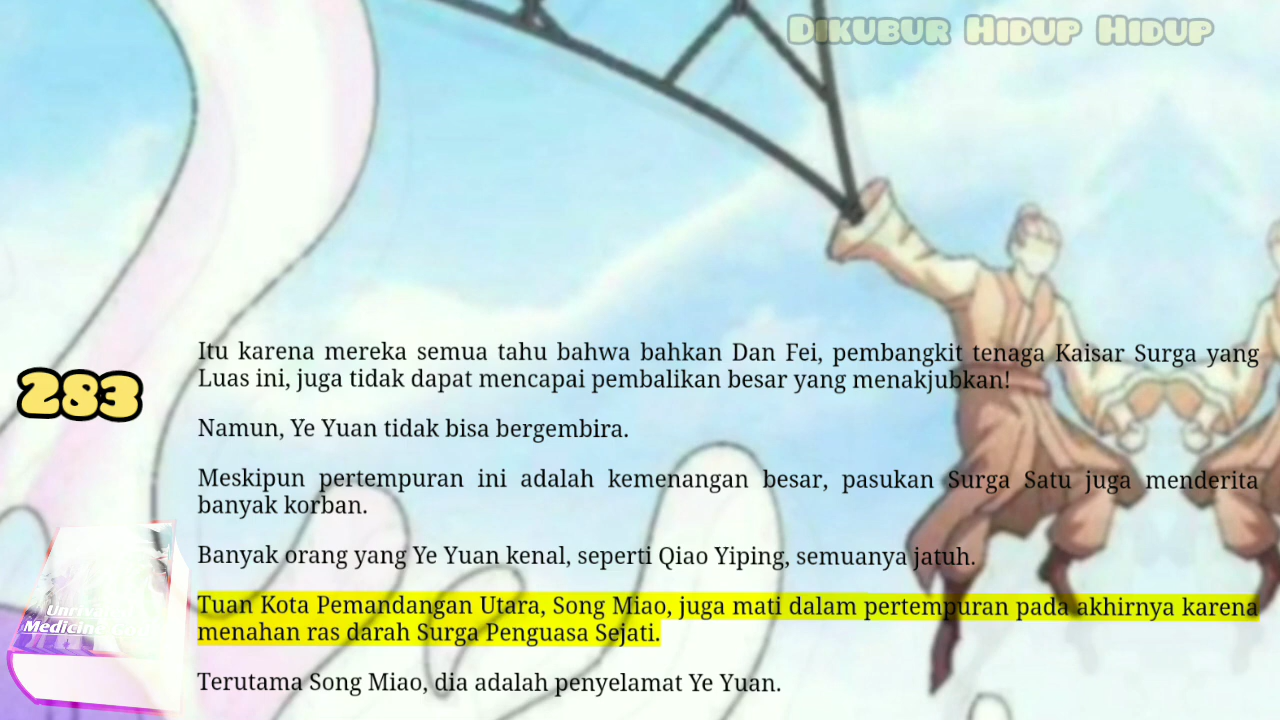 Dikubur Hidup Hidup
Itu karena mereka semua tahu bahwa bahkan Dan Fei, pembangkit tenaga Kaisar Surga yang
Luas ini, juga tidak dapat mencapai pembalikan besar yang menakjubkan!
283
Namun, Ye Yuan tidak bisa bergembira.
Meskipun pertempuran ini adalah kemenangan besar, pasukan Surga Satu juga menderita
banyak korban.
Banyak orang yang Ye Yuan kenal, seperti Qiao Yiping, semuanya jatuh.
Tuan Kota Pemandangan Utara, Song Miao, juga mati dalam pertempuran pada akhirnya karena
menahan ras darah Surga Penguasa Sejati.
Terutama Song Miao, dia adalah penyelamat Ye Yuan.
Medicine